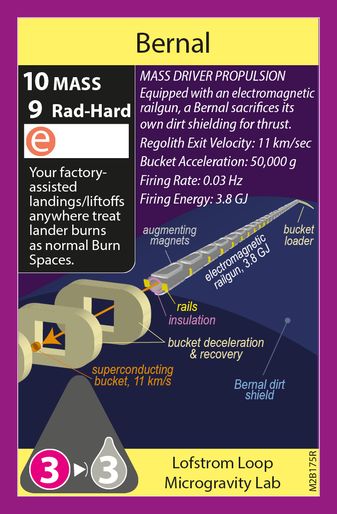 Bernal
10 MASS
9 Rad-Hard
e
Your factory-
assisted
landings/liftoffs
anywhere treat
lander burns
as normal Burn
Spaces.
MASS DRIVER PROPULSION
Equipped with an electromagnetic
railgun, a Bernal sacrifices its
own dirt shielding for thrust.
Regolith Exit Velocity: 11 km/sec
Bucket Acceleration: 50,000 g
Firing Rate: 0.03 Hz
Firing Energy: 3.8 GJ
augmenting
magnets
electromagnetic
railgun, 3.8 GJ
bucket
loader
rails
insulation
bucket deceleration
& recovery
superconducting
bucket, 11 km/s
Bernal dirt
shield
3 3
Lofstrom Loop
Microgravity Lab
M2B175R